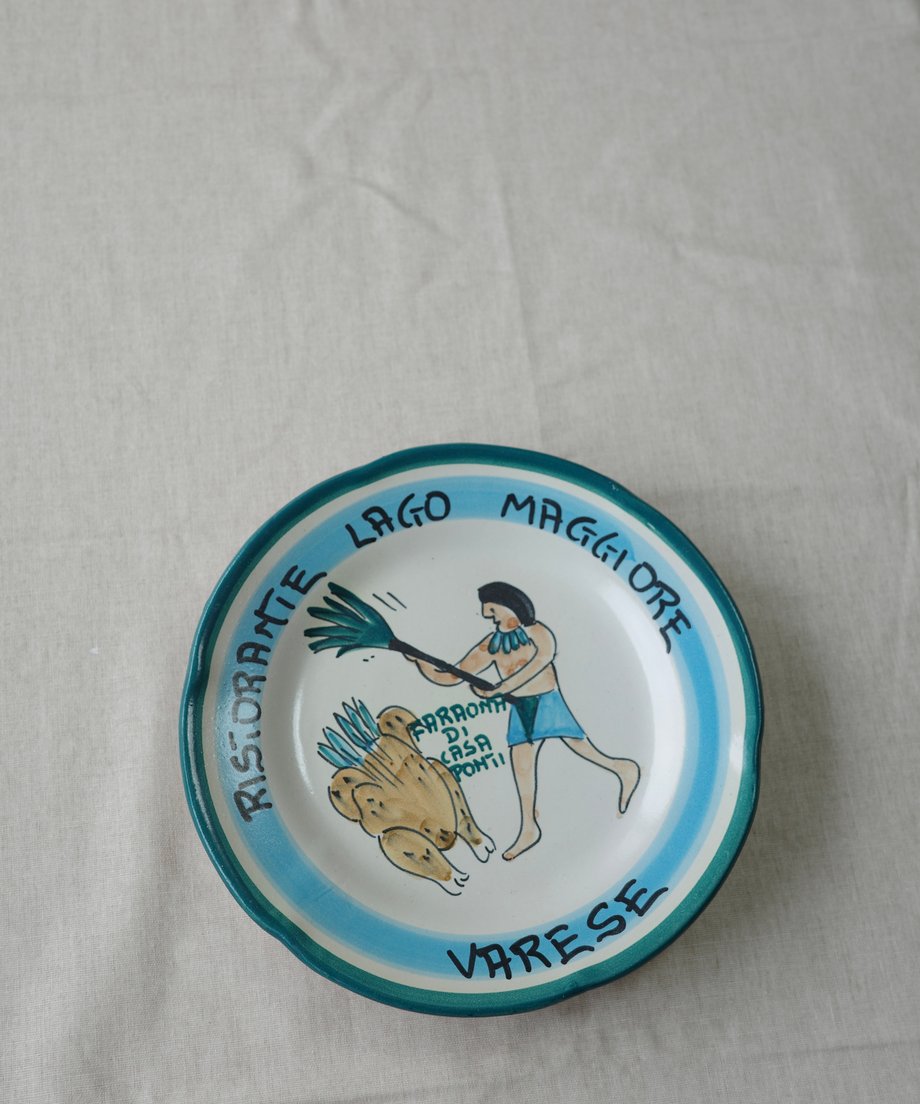 RISTORANTE LAGO MAGGIORE
FARAONA
DI
CASA
PONTI
VARESE